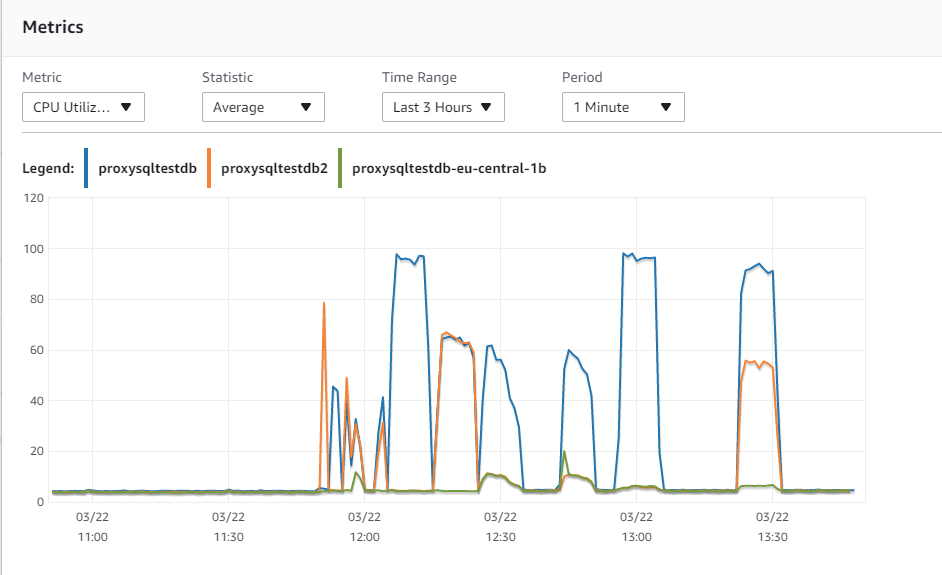 Metrics
Metric Statistic Time Range Period
CPU Utiliz... Average Last 3 Hours 1 Minute
Legend: proxysqltestdb proxysqltestdb2 proxysqltestdb-eu-central-1b
120
100
80
60
40
20
0
03/22 03/22 03/22 03/22 03/22 03/22
11:00 11:30 12:00 12:30 13:00 13:30